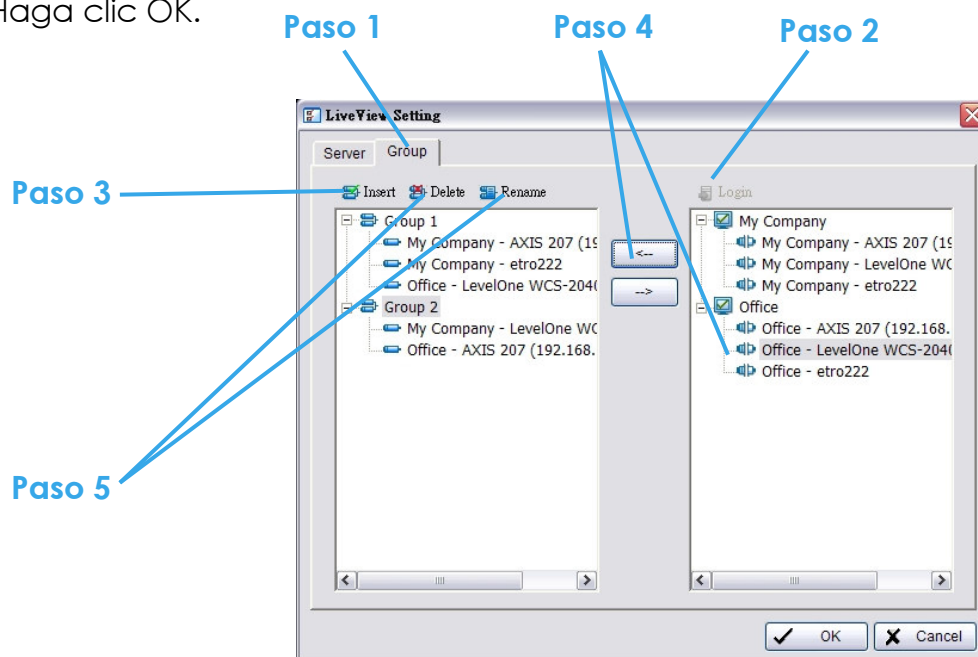 Haga clic OK.
Paso 1
Paso 4
Paso 2
LiveView Setting
Server
Group
Paso 3
Insert
Delete
Rename
Login
Group 1
My Company - AXIS 207 (19
My Company - etro222
Office - LevelOne WCS-204(
Group 2
My Company - LevelOne WC
Office - AXIS 207 (192.168.
<--
-->
My Company
My Company - AXIS 207 (19
My Company - LevelOne WC
My Company - etro222
Office
Office - AXIS 207 (192.168.
Office - LevelOne WCS-204(
Office - etro222
Paso 5
OK
Cancel